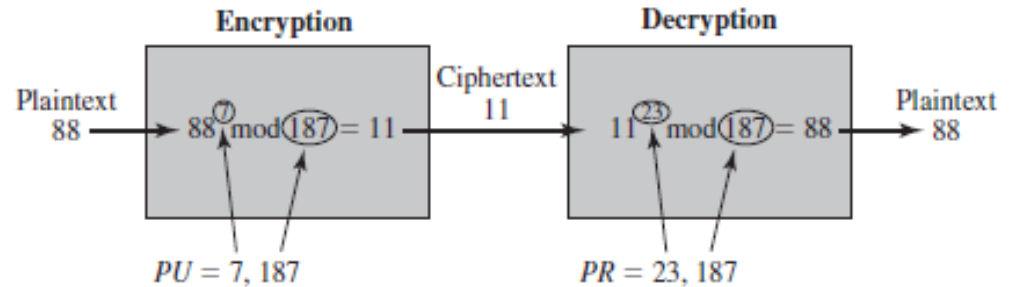 Encryption
Decryption
Plaintext
88
88^7 mod 187 = 11
Ciphertext
11
11^23 mod 187 = 88
Plaintext
88
PU = 7, 187
PR = 23, 187